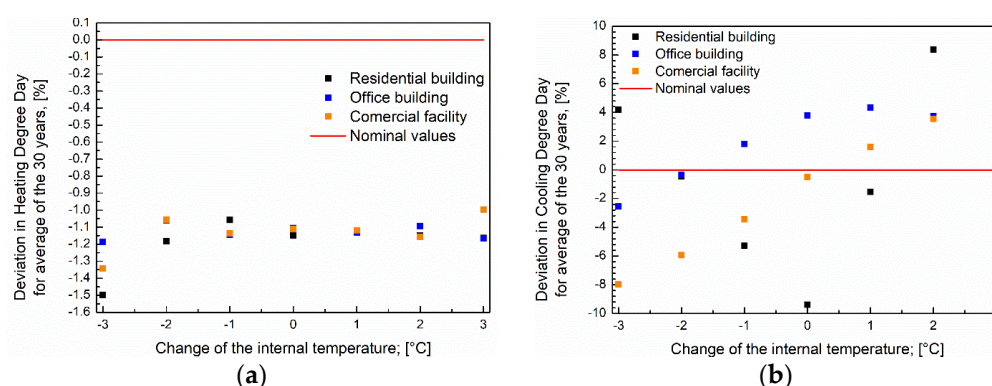 0.1
0.0
-0.1
-0.2
-0.3
-0.4
-0.5
-0.6
-0.7
-0.8
-0.9
-1.0
-1.1
-1.2
-1.3
-1.4
-1.5
-1.6
Deviation in Heating Degree Day
for average of the 30 years, [%]
Residential building
Office building
Comercial facility
Nominal values
-3 -2 -1 0 1 2 3
Change of the internal temperature; [°C]
(a)
10
8
6
4
2
0
-2
-4
-6
-8
-10
Deviation in Cooling Degree Day
for average of the 30 years, [%]
Residential building
Office building
Comercial facility
Nominal values
-3 -2 -1 0 1 2
Change of the internal temperature; [°C]
(b)